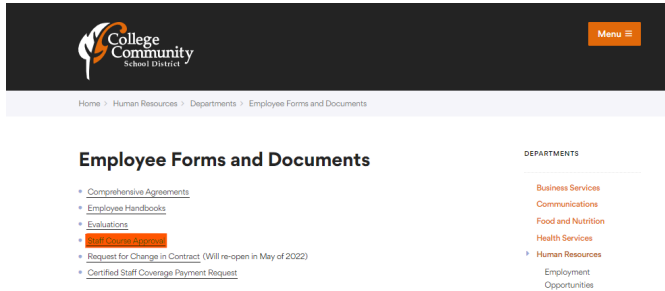 College
Community
School District
Menu
Home > Human Resources > Departments > Employee Forms and Documents
Employee Forms and Documents
Comprehensive Agreements
Employee Handbooks
Evaluations
Staff Course Approval
Request for Change in Contract (Will re-open in May of 2022)
Certified Staff Coverage Payment Request
DEPARTMENTS
Business Services
Communications
Food and Nutrition
Health Services
Human Resources
Employment
Opportunities